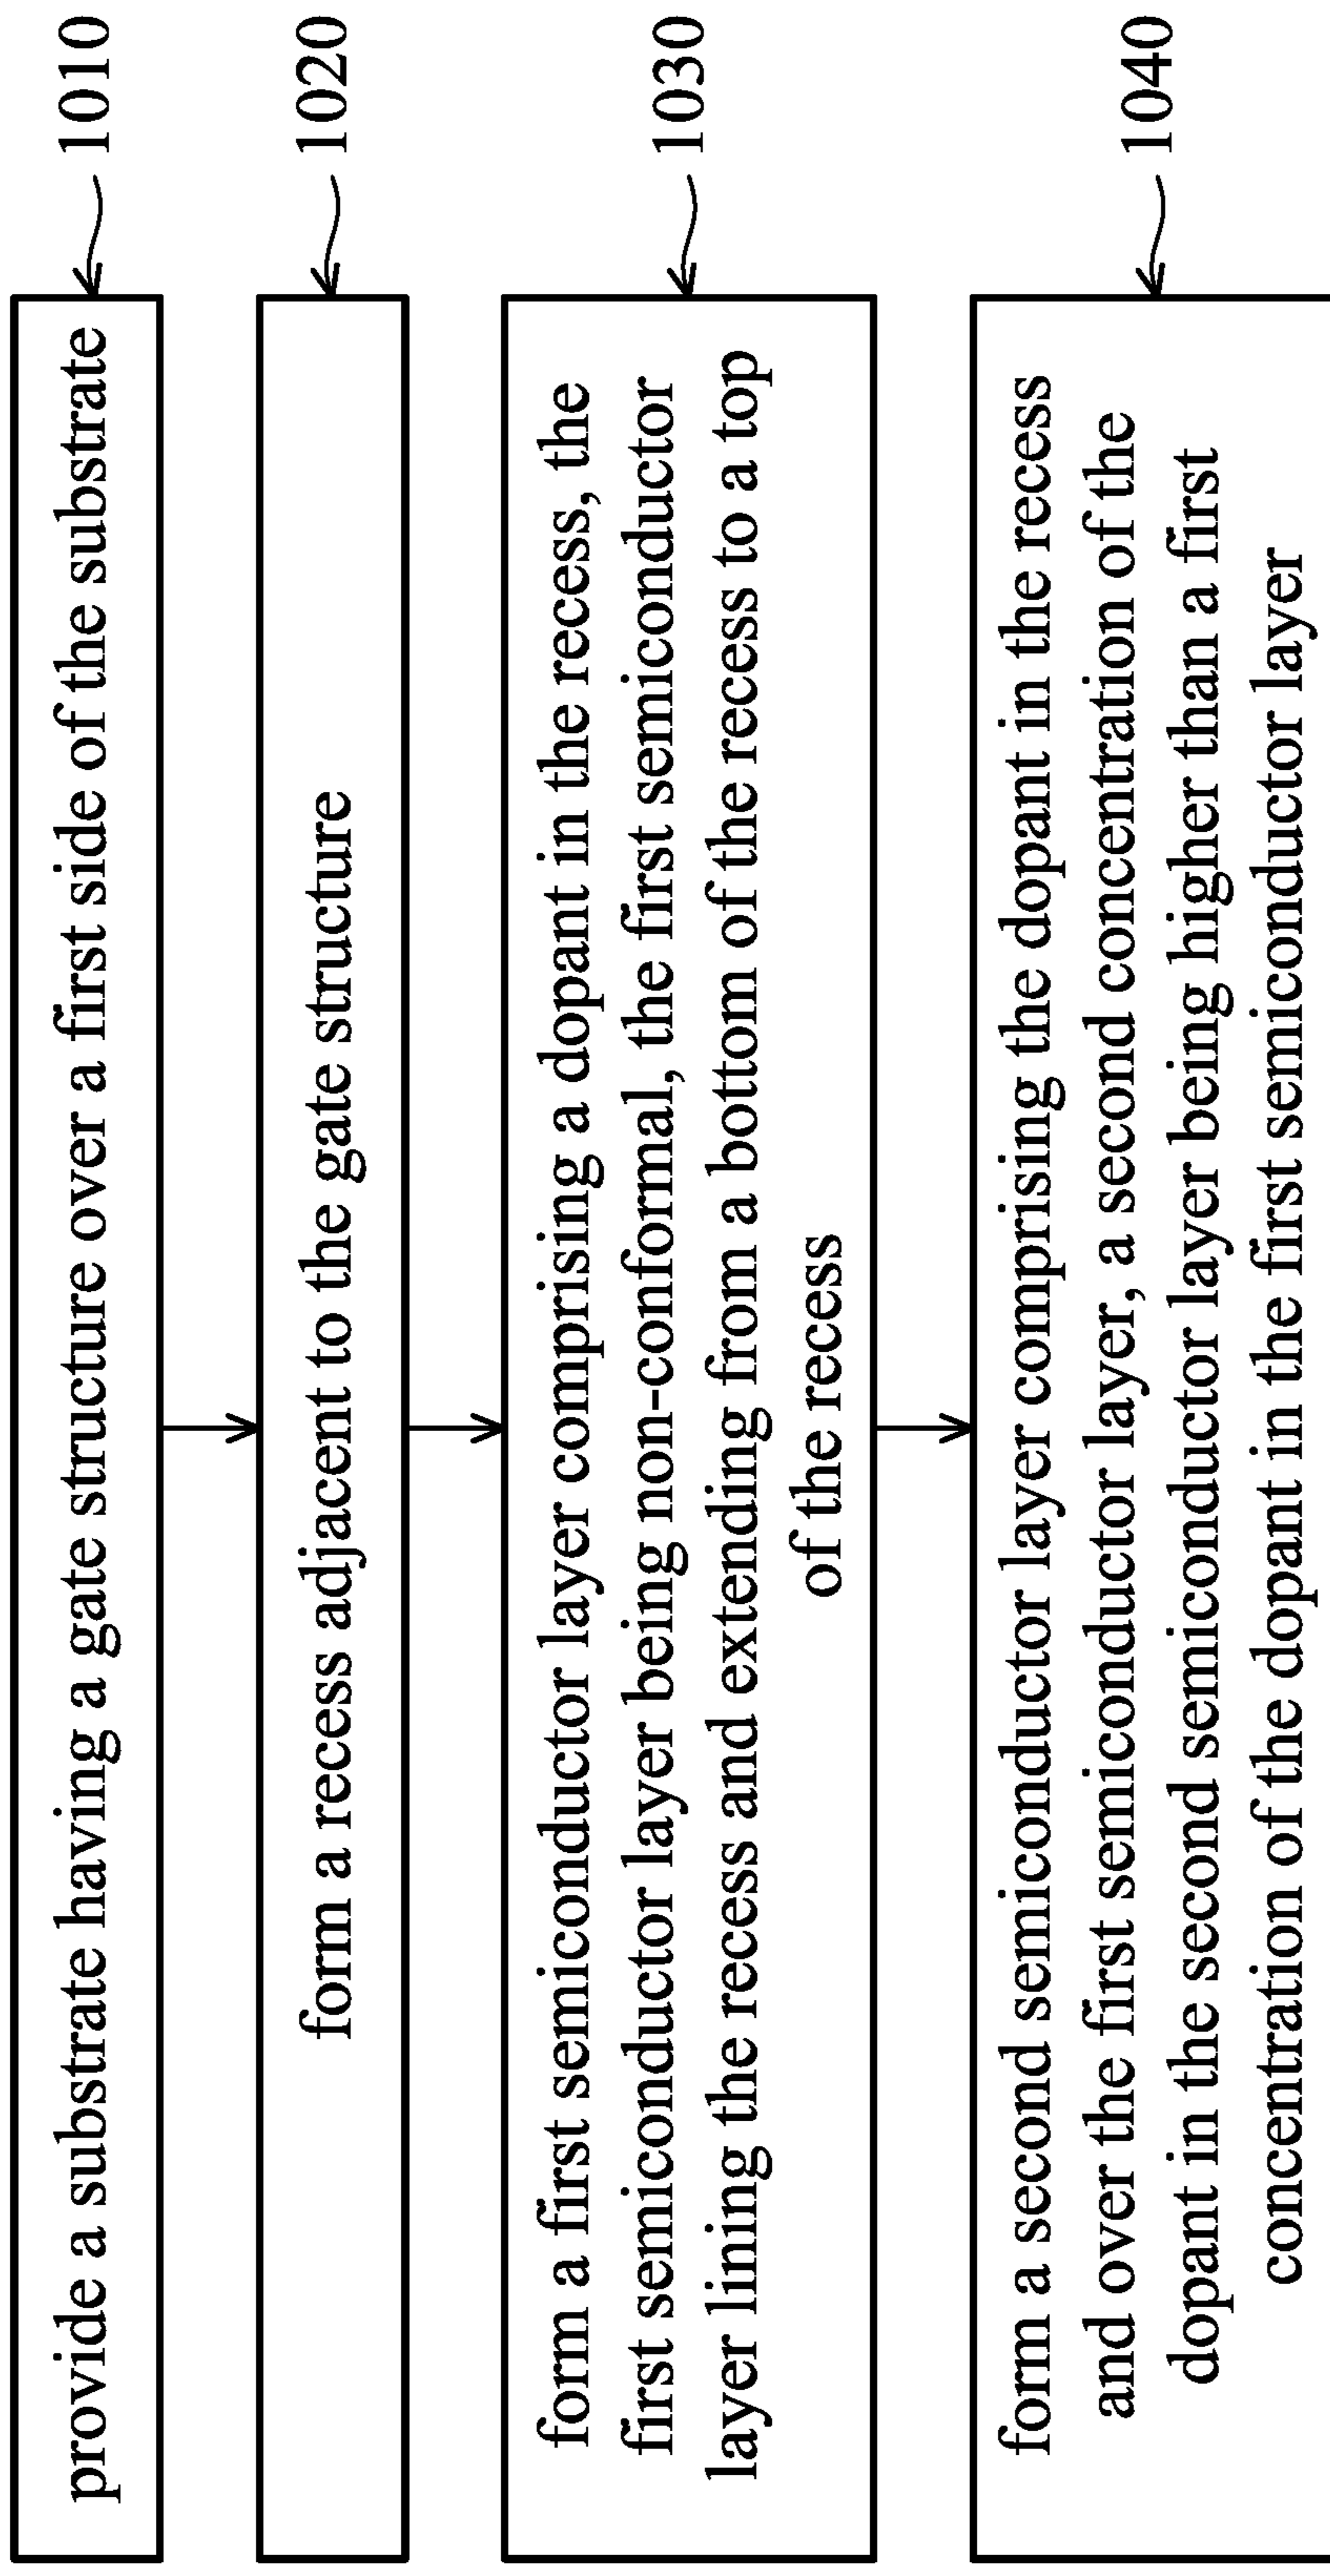 provide a substrate having a gate structure over a first side of the substrate
1010
form a recess adjacent to the gate structure
1020
form a first semiconductor layer comprising a dopant in the recess, the
first semiconductor layer being non-conformal, the first semiconductor
layer lining the recess and extending from a bottom of the recess to a top
of the recess
1030
form a second semiconductor layer comprising the dopant in the recess
and over the first semiconductor layer, a second concentration of the
dopant in the second semiconductor layer being higher than a first
concentration of the dopant in the first semiconductor layer
1040